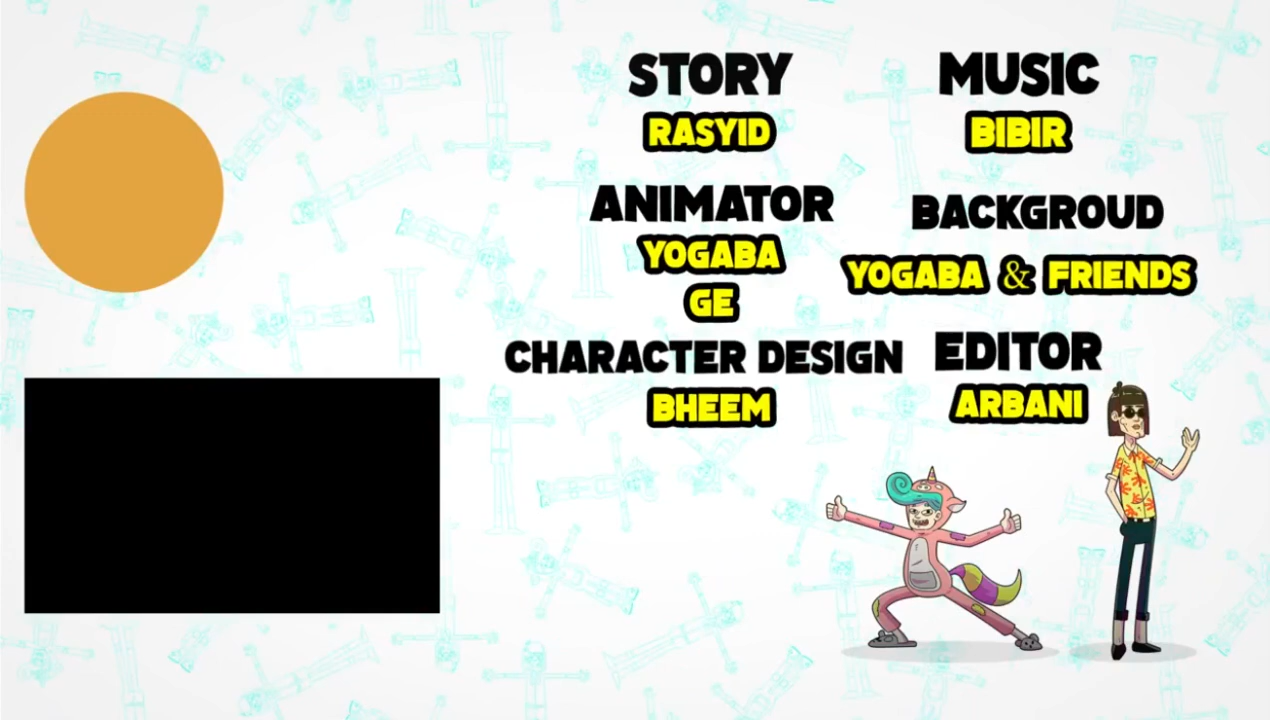 STORY
RASYID
MUSIC
BIBIR
ANIMATOR
YOGABA
GE
BACKGROUD
YOGABA & FRIENDS
CHARACTER DESIGN
BHEEM
EDITOR
ARBANI